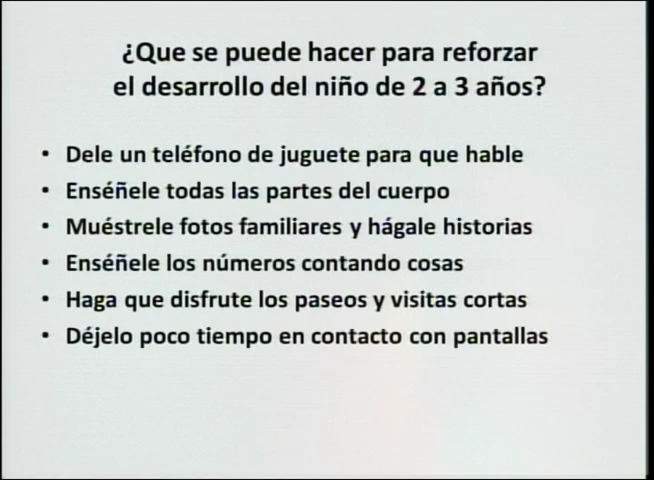 ¿Que se puede hacer para reforzar
el desarrollo del niño de 2 a 3 años?
• Dele un teléfono de juguete para que hable
• Enséñele todas las partes del cuerpo
• Muéstrele fotos familiares y hágale historias
• Enséñele los números contando cosas
• Haga que disfrute los paseos y visitas cortas
• Déjelo poco tiempo en contacto con pantallas